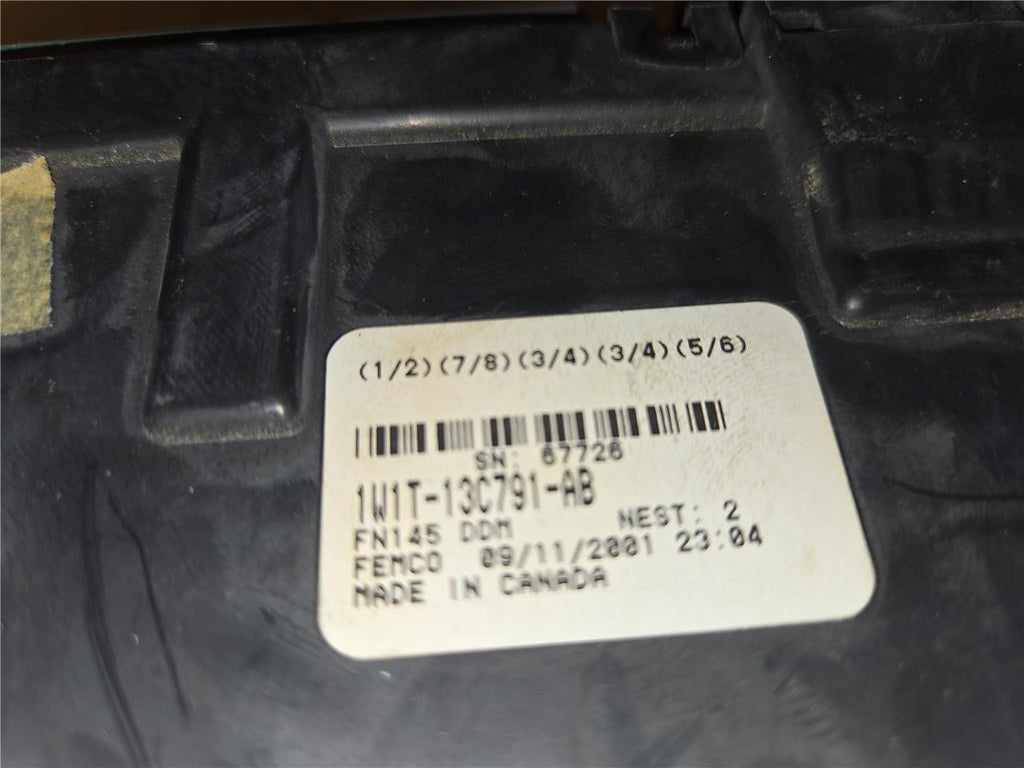 (1/2)(7/8)(3/4)(3/4)(5/6)
SN: 67726
1W1T-13C791-AB
FN145 DDM NEST: 2
FEMCO 09/11/2001 23:04
MADE IN CANADA